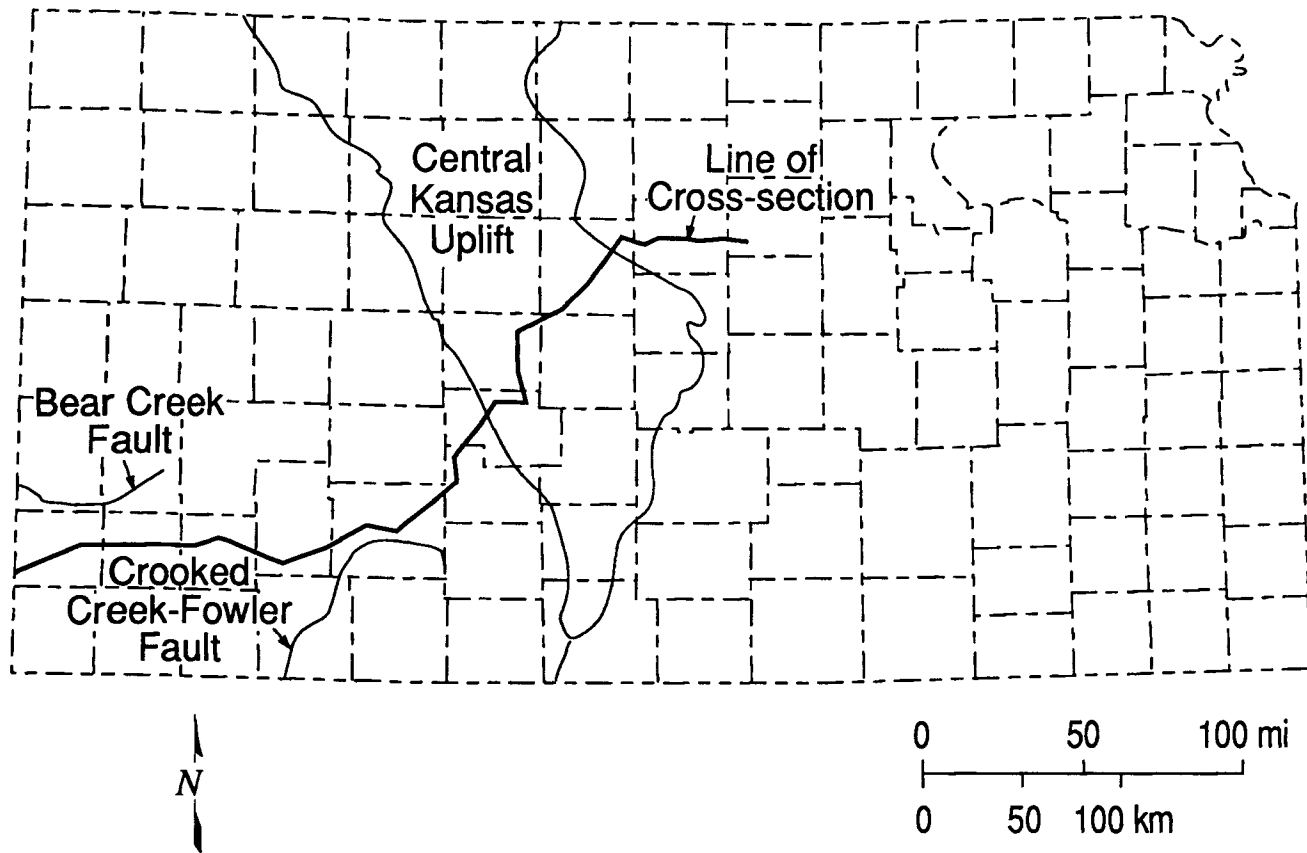 Central
Kansas
Uplift
Line of
Cross-section
Bear Creek
Fault
Crooked
Creek-Fowler
Fault
N
0 50 100 mi
0 50 100 km